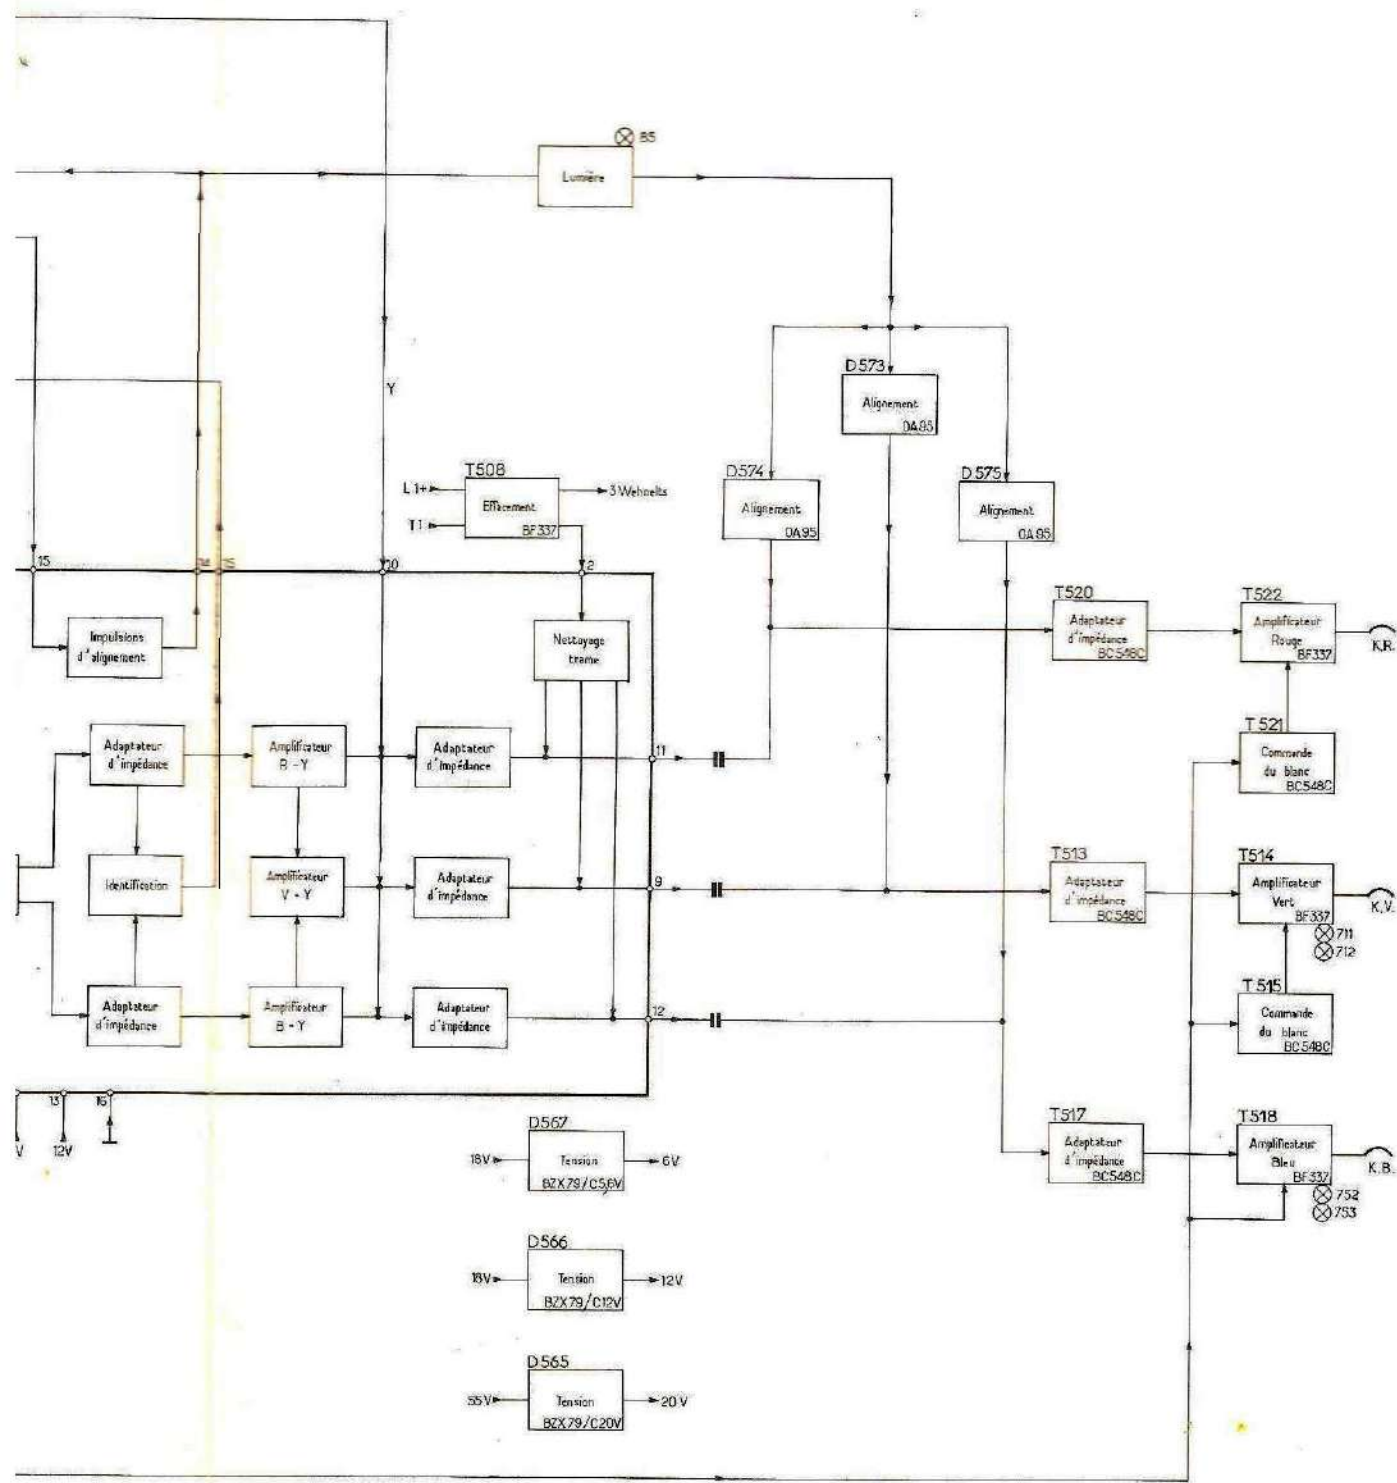 85
Lumière
Y
D573
Alignement
OA95
D574
Alignement
OA95
D575
Alignement
OA95
T508
L1+
T1
Effacement
BF337
3 Wehnelts
15
10
2
Impulsions
d'alignement
Nettoyage
trame
T520
Adaptateur
d'impédance
BC548C
T522
Amplificateur
Rouge
BF337
K.R.
T521
Commande
du blanc
BC548C
Adaptateur
d'impédance
Amplificateur
R-Y
Adaptateur
d'impédance
11
Identification
Amplificateur
V-Y
Adaptateur
d'impédance
9
T513
Adaptateur
d'impédance
BC548C
T514
Amplificateur
Vert
BF337
K.V.
711
712
Adaptateur
d'impédance
Amplificateur
B-Y
Adaptateur
d'impédance
12
T515
Commande
du blanc
BC548C
13
16
V
12V
D567
18V
Tension
6V
BZX79/C5,6V
T517
Adaptateur
d'impédance
BC548C
T518
Amplificateur
Bleu
BF337
K.B.
752
753
D566
18V
Tension
12V
BZX79/C12V
D565
55V
Tension
20V
BZX79/C20V